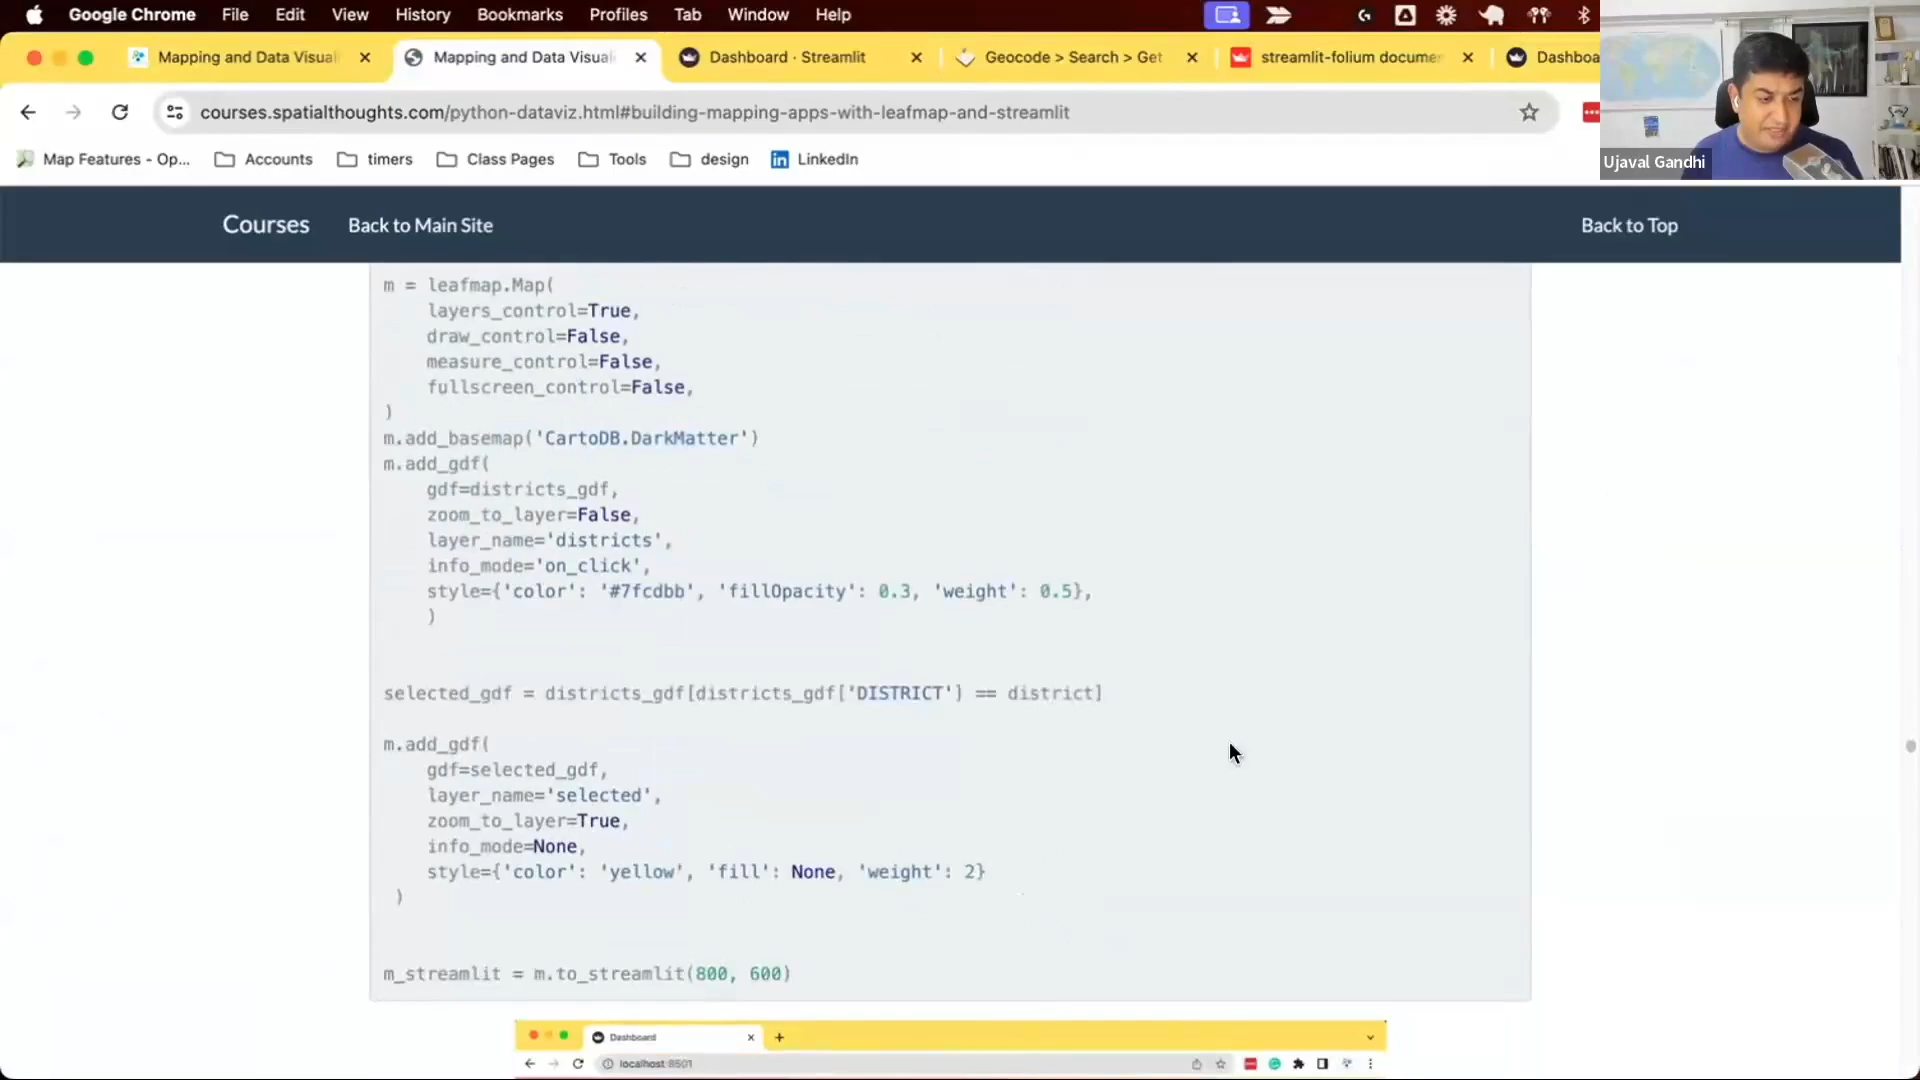 Google Chrome File Edit View History Bookmarks Profiles Tab Window Help
Mapping and Data Visual
Mapping and Data Visual
Dashboard · Streamlit
Geocode > Search > Get
streamlit-folium documen
Dashboa
courses.spatialthoughts.com/python-dataviz.html#building-mapping-apps-with-leafmap-and-streamlit
Map Features - Op... Accounts timers Class Pages Tools design LinkedIn
Ujaval Gandhi
Courses Back to Main Site Back to Top
m = leafmap.Map(
layers_control=True,
draw_control=False,
measure_control=False,
fullscreen_control=False,
)
m.add_basemap('CartoDB.DarkMatter')
m.add_gdf(
gdf=districts_gdf,
zoom_to_layer=False,
layer_name='districts',
info_mode='on_click',
style={'color': '#7fcdbb', 'fillOpacity': 0.3, 'weight': 0.5},
)
selected_gdf = districts_gdf[districts_gdf['DISTRICT'] == district]
m.add_gdf(
gdf=selected_gdf,
layer_name='selected',
zoom_to_layer=True,
info_mode=None,
style={'color': 'yellow', 'fill': None, 'weight': 2}
)
m_streamlit = m.to_streamlit(800, 600)
Dashboard
localhost:8501